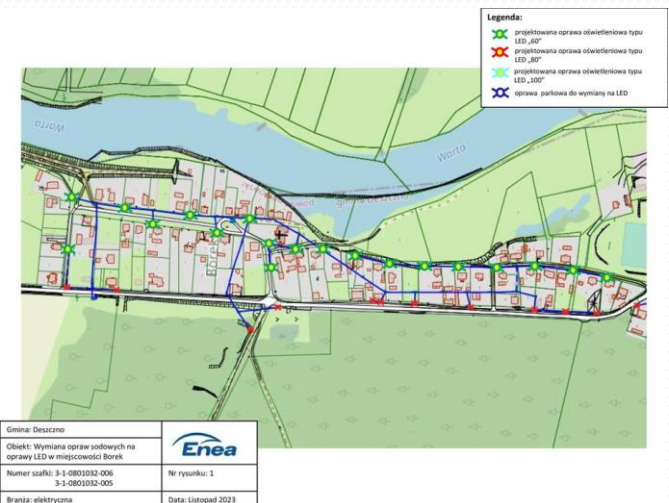 Legenda:
projektowana oprawa oświetleniowa typu
LED „60"
projektowana oprawa oświetleniowa typu
LED „80"
projektowana oprawa oświetleniowa typu
LED „100"
oprawa parkowa do wymiany na LED
Warta
Warta
gmina Deszczno
Borek
Gmina: Deszczno
Obiekt: Wymiana opraw sodowych na
oprawy LED w miejscowości Borek
Enea
Numer szafki: 3-1-0801032-006
3-1-0801032-005
Nr rysunku: 1
Branża: elektryczna
Data: Listopad 2023